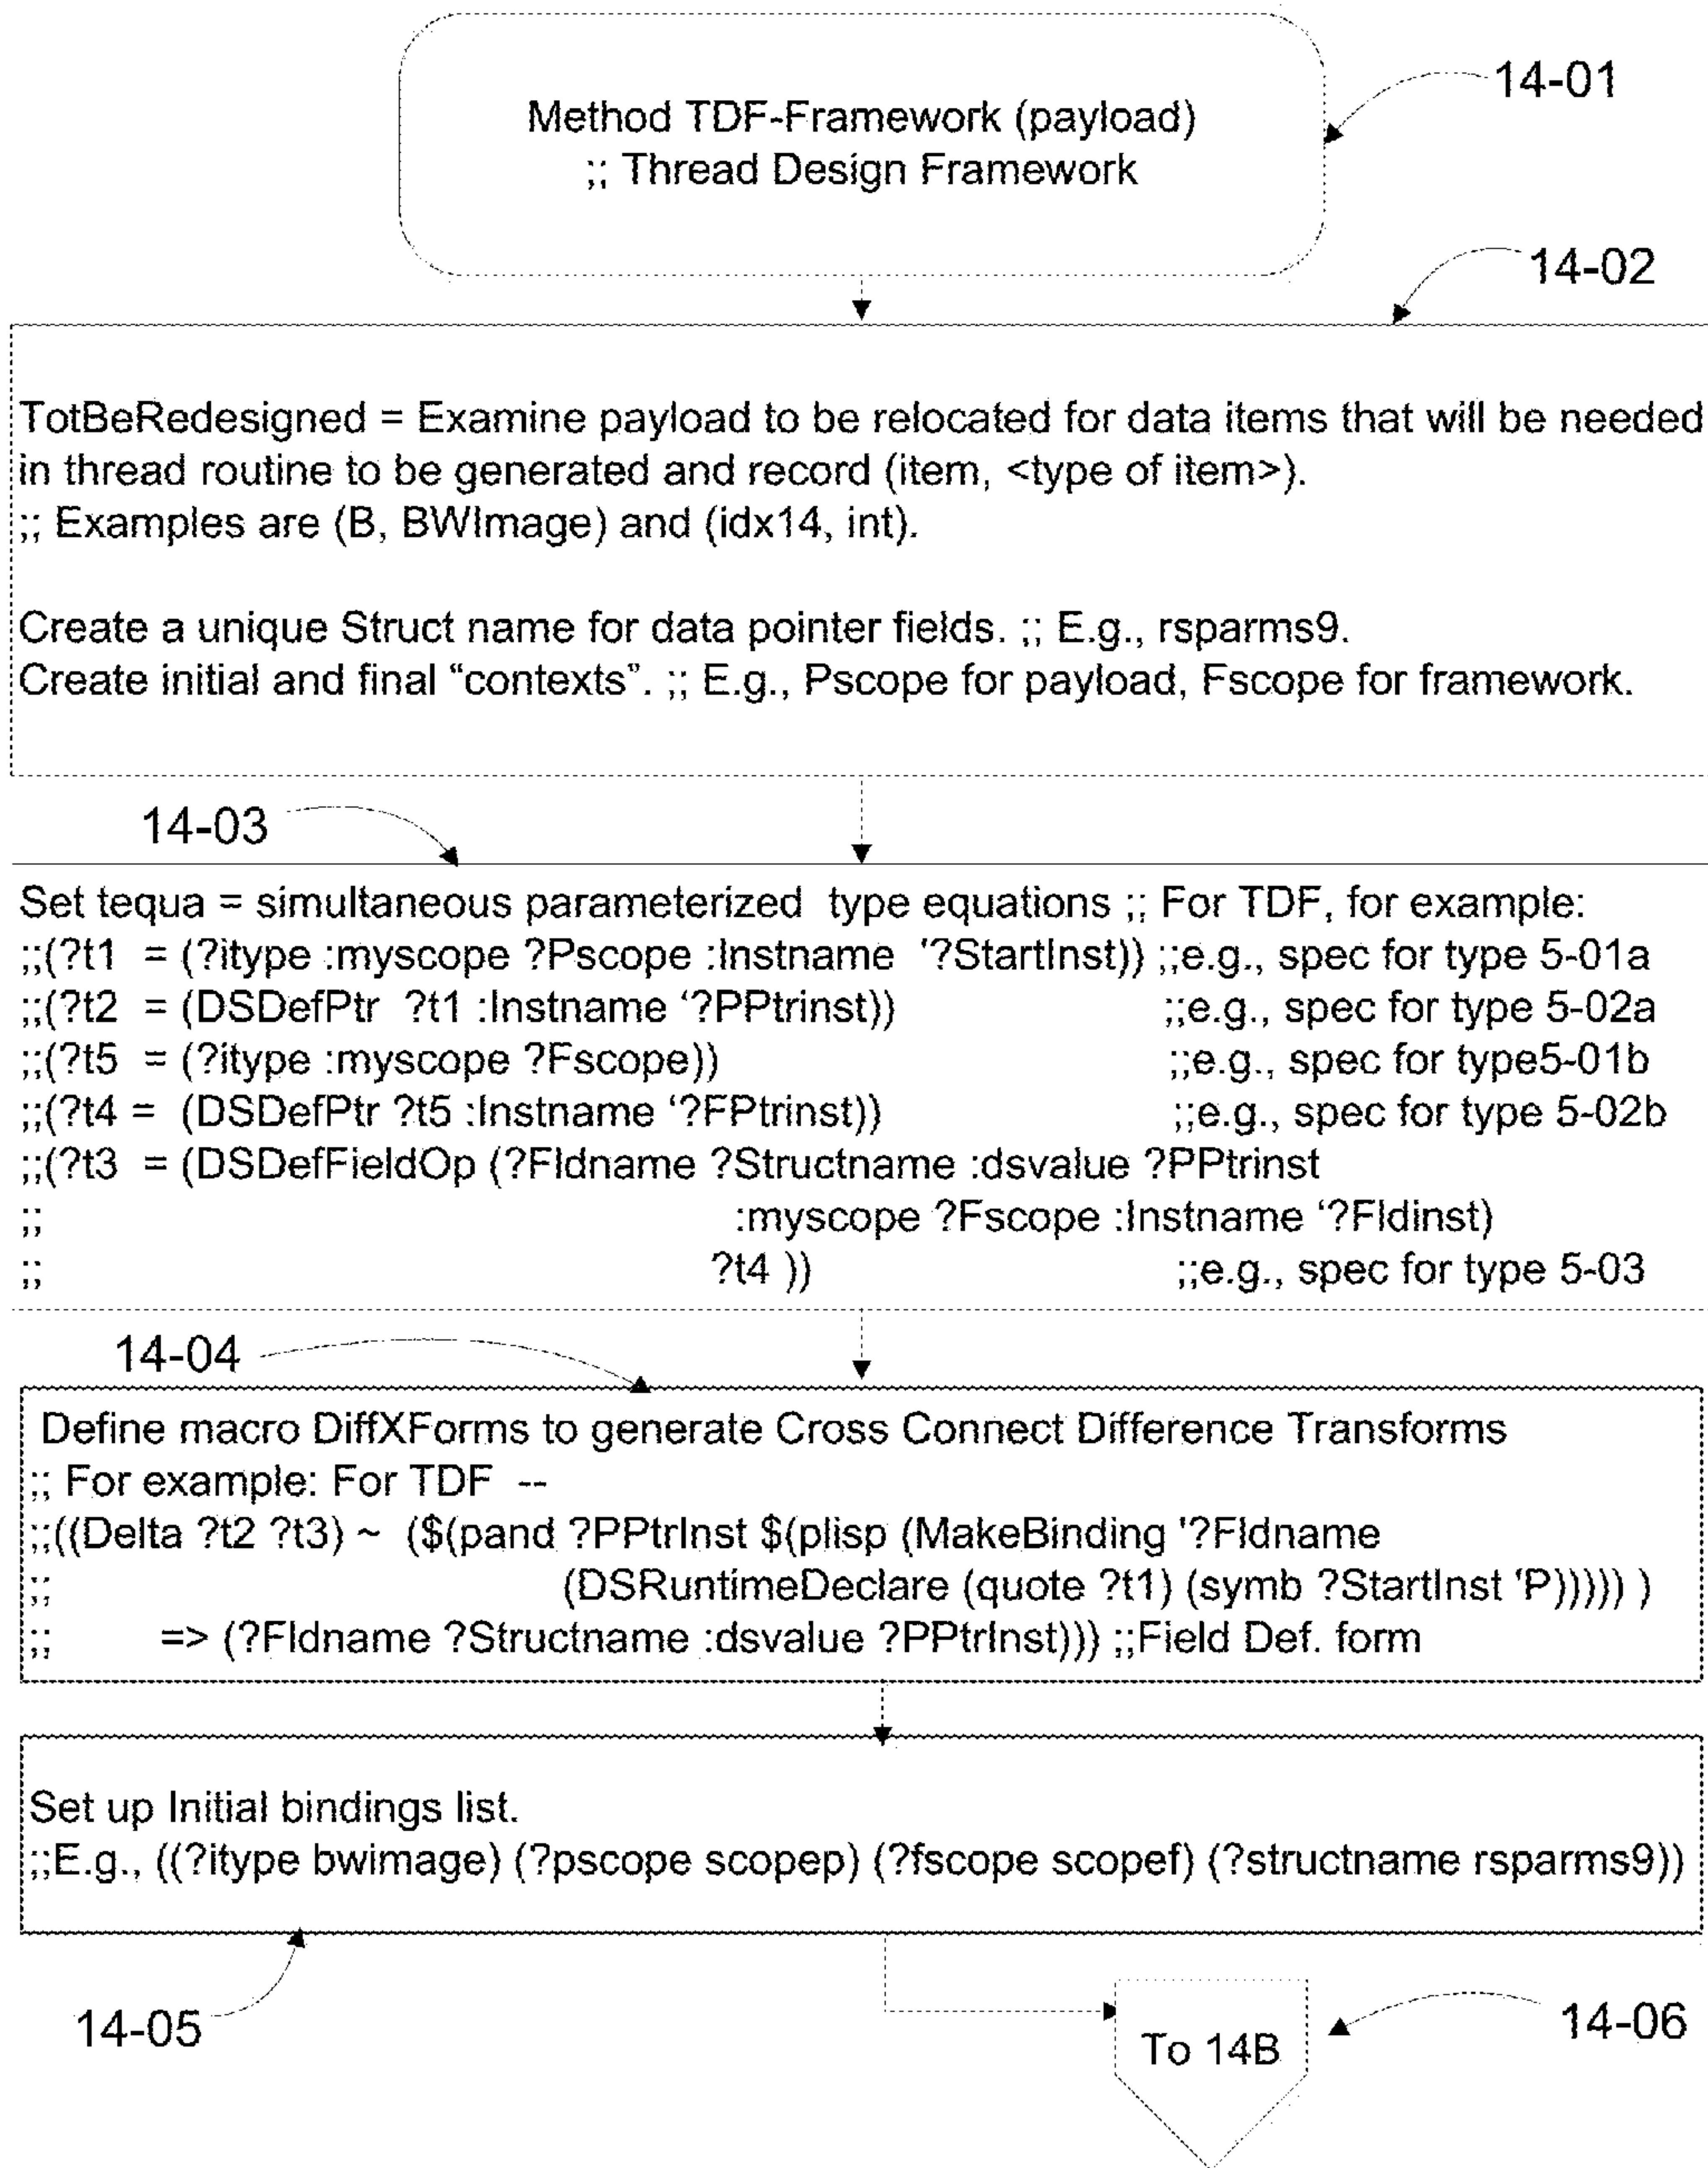 Method TDF-Framework (payload)
;; Thread Design Framework
14-01
14-02
TotBeRedesigned = Examine payload to be relocated for data items that will be needed
in thread routine to be generated and record (item, <type of item>).
;; Examples are (B, BWImage) and (idx14, int).
Create a unique Struct name for data pointer fields. ;; E.g., rsparms9.
Create initial and final “contexts”. ;; E.g., Pscope for payload, Fscope for framework.
14-03
Set tequa = simultaneous parameterized type equations ;; For TDF, for example:
;;(?t1 = (?itype :myscope ?Pscope :Instname '?StartInst)) ;;e.g., spec for type 5-01a
;;(?t2 = (DSDefPtr ?t1 :Instname ‘?PPtrinst)) ;;e.g., spec for type 5-02a
;;(?t5 = (?itype :myscope ?Fscope)) ;;e.g., spec for type5-01b
;;(?t4 = (DSDefPtr ?t5 :Instname ‘?FPtrinst)) ;;e.g., spec for type 5-02b
;;(?t3 = (DSDefFieldOp (?Fldname ?Structname :dsvalue ?PPtrinst
;; :myscope ?Fscope :Instname ‘?Fldinst)
;; ?t4 )) ;;e.g., spec for type 5-03
14-04
Define macro DiffXForms to generate Cross Connect Difference Transforms
;; For example: For TDF --
;;((Delta ?t2 ?t3) ~ ($(pand ?PPtrInst $(plisp (MakeBinding '?Fldname
;; (DSRuntimeDeclare (quote ?t1) (symb ?StartInst 'P))))) )
;; => (?Fldname ?Structname :dsvalue ?PPtrInst))) ;;Field Def. form
Set up Initial bindings list.
;;E.g., ((?itype bwimage) (?pscope scopep) (?fscope scopef) (?structname rsparms9))
14-05
To 14B
14-06